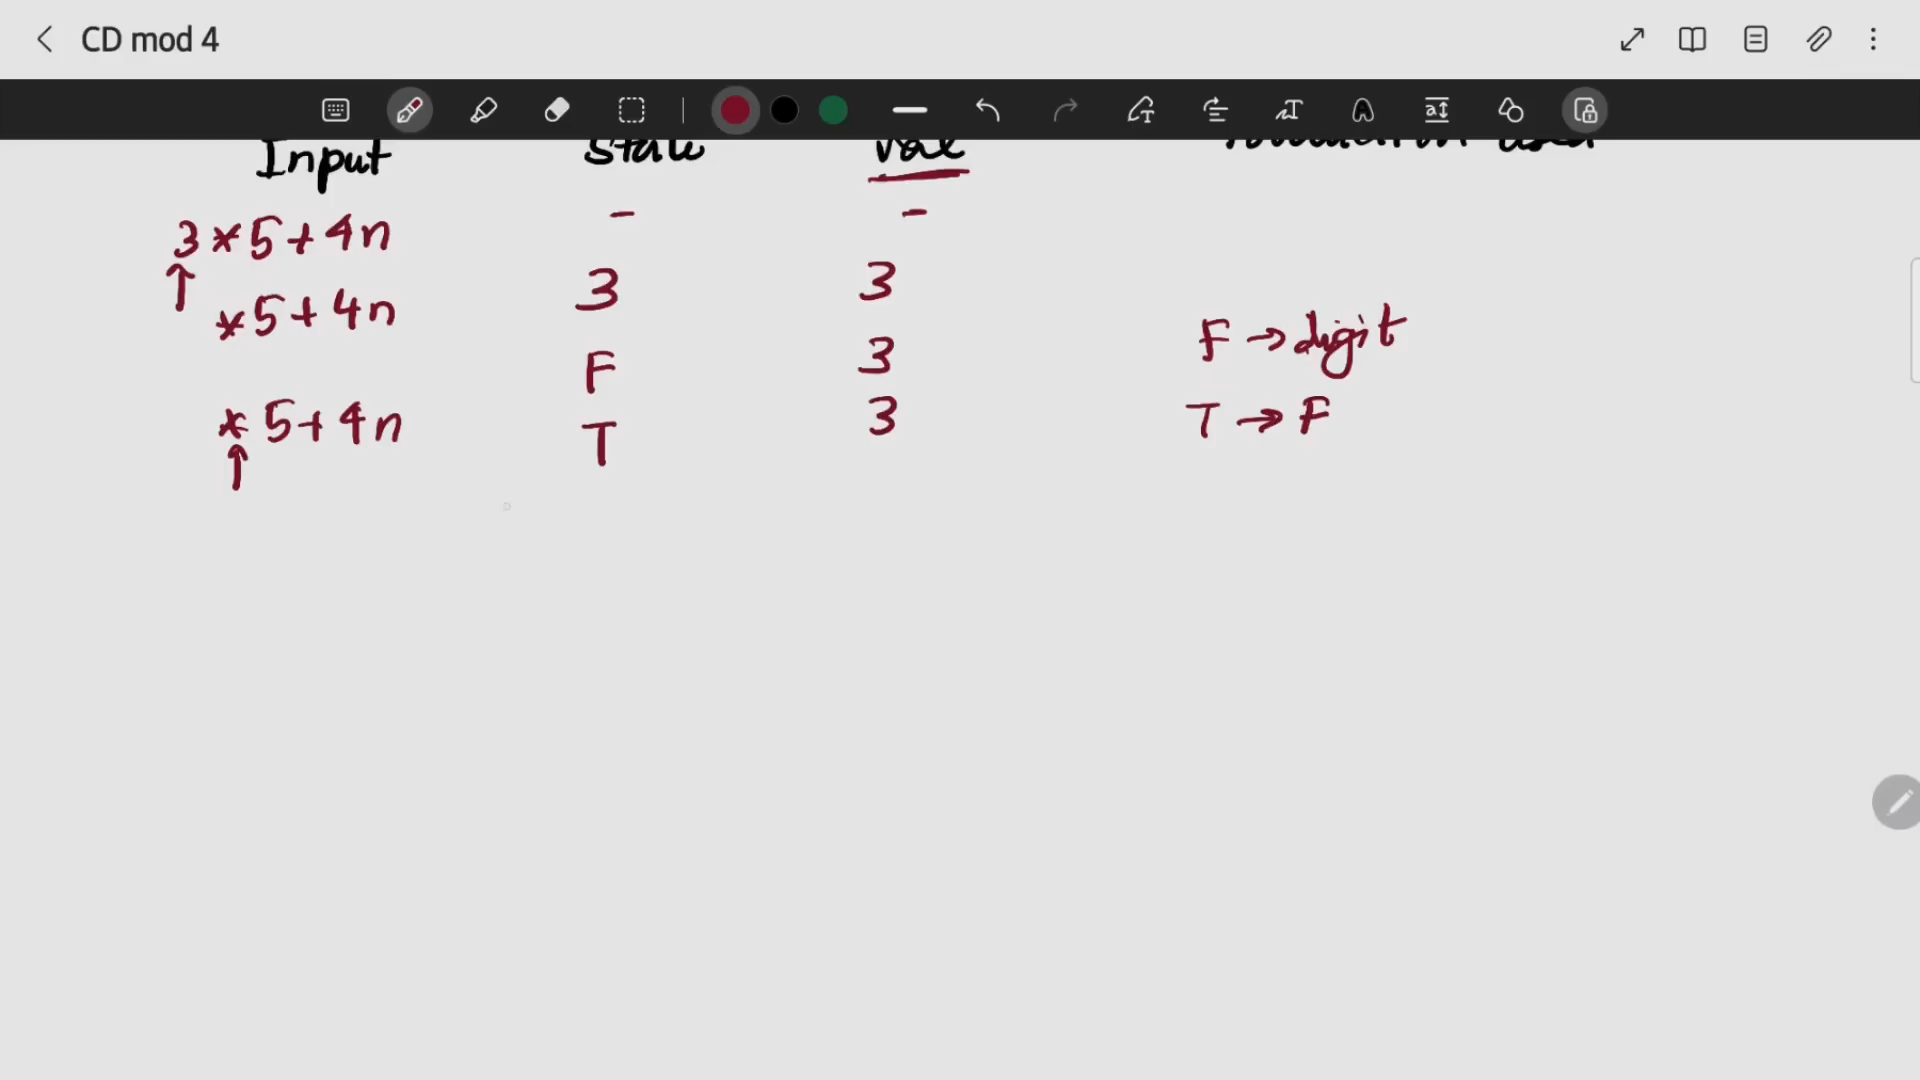 CD mod 4
Input State Val
3*5+4n - -
*5+4n 3 3
F 3 F → digit
*5+4n T 3 T → F